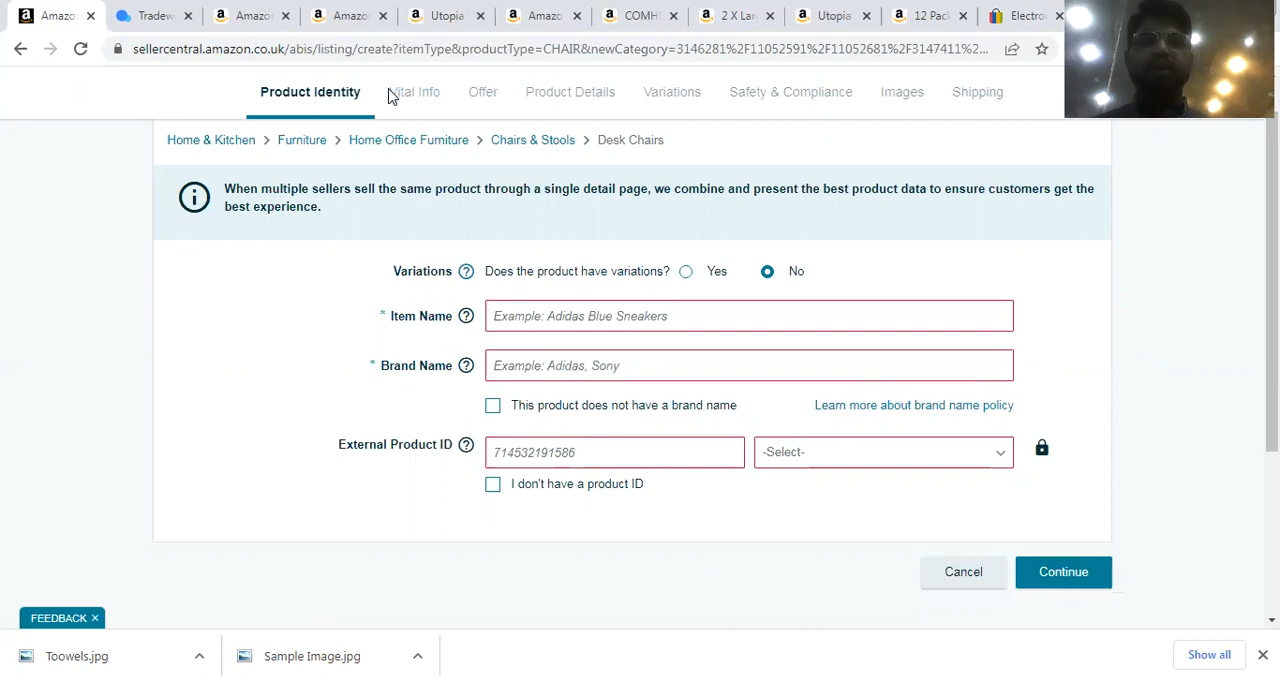 Amazo
Tradew
Amazon
Amazon
Utopia
Amazo
COMH
2 X Lar
Utopia
12 Pac
Electro
sellercentral.amazon.co.uk/abis/listing/create?itemType&productType=CHAIR&newCategory=3146281%2F11052591%2F11052681%2F3147411%2...
Product Identity
Vital Info
Offer
Product Details
Variations
Safety & Compliance
Images
Shipping
Home & Kitchen > Furniture > Home Office Furniture > Chairs & Stools > Desk Chairs
When multiple sellers sell the same product through a single detail page, we combine and present the best product data to ensure customers get the
best experience.
Variations ? Does the product have variations? Yes No
* Item Name ? Example: Adidas Blue Sneakers
* Brand Name ? Example: Adidas, Sony
This product does not have a brand name Learn more about brand name policy
External Product ID ? 714532191586 -Select-
I don't have a product ID
Cancel Continue
FEEDBACK ×
Toowels.jpg
Sample Image.jpg
Show all